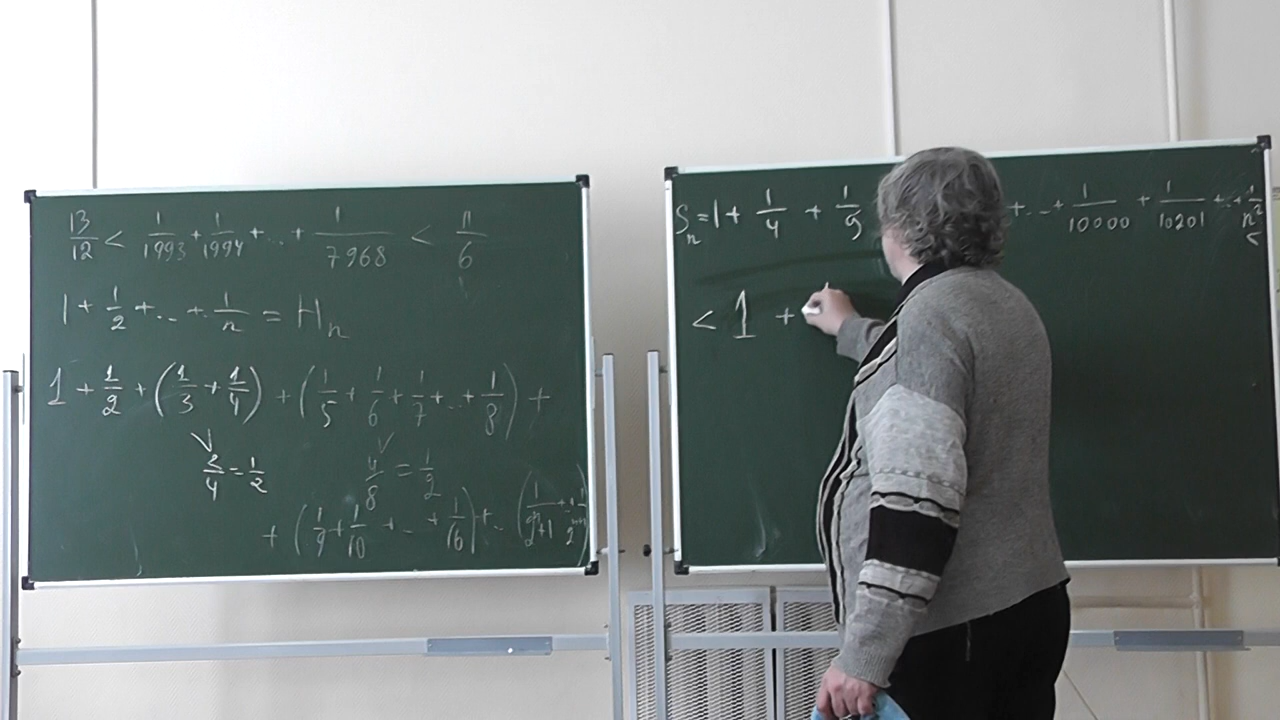 13/12 < 1/1993 + 1/1994 + ... + 1/7968 < 11/6
1 + 1/2 + ... + 1/n = H_n
1 + 1/2 + (1/3 + 1/4) + (1/5 + 1/6 + 1/7 + ... + 1/8) +
2/4 = 1/2
4/8 = 1/2
+ (1/9 + 1/10 + ... + 1/16) + ... (1/2^n+1 + ...
S_n = 1 + 1/4 + 1/9
+ ... + 1/10000 + 1/10201 + ... + 1/n² <
< 1 +